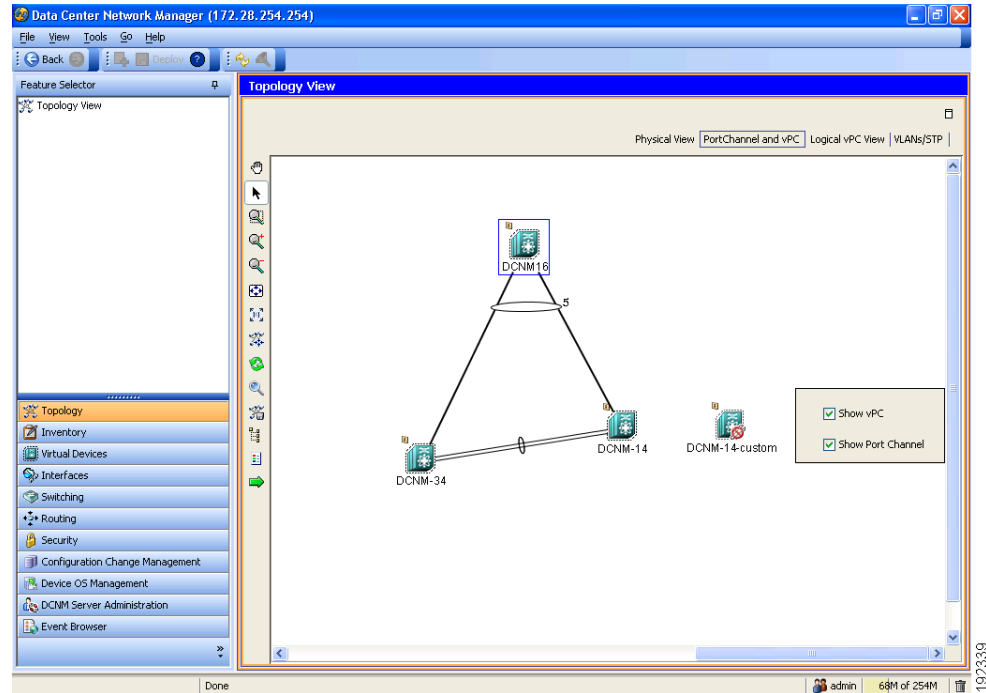 Data Center Network Manager (172.28.254.254)
File View Tools Go Help
Back Deploy ?
Feature Selector
Topology View
Topology View
Physical View PortChannel and vPC Logical vPC View VLANs/STP
DCNM16
5
DCNM-34
DCNM-14
DCNM-14-custom
Show vPC
Show Port Channel
Topology
Inventory
Virtual Devices
Interfaces
Switching
Routing
Security
Configuration Change Management
Device OS Management
DCNM Server Administration
Event Browser
Done
admin
68M of 254M
192339